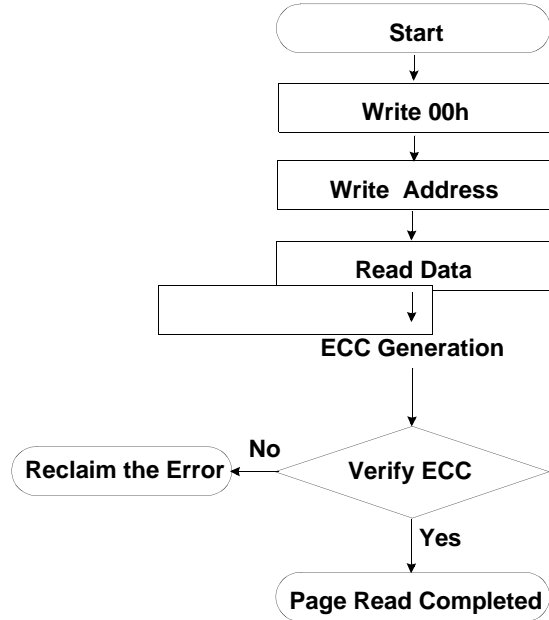 Start
Write 00h
Write Address
Read Data
ECC Generation
No
Reclaim the Error
Verify ECC
Yes
Page Read Completed